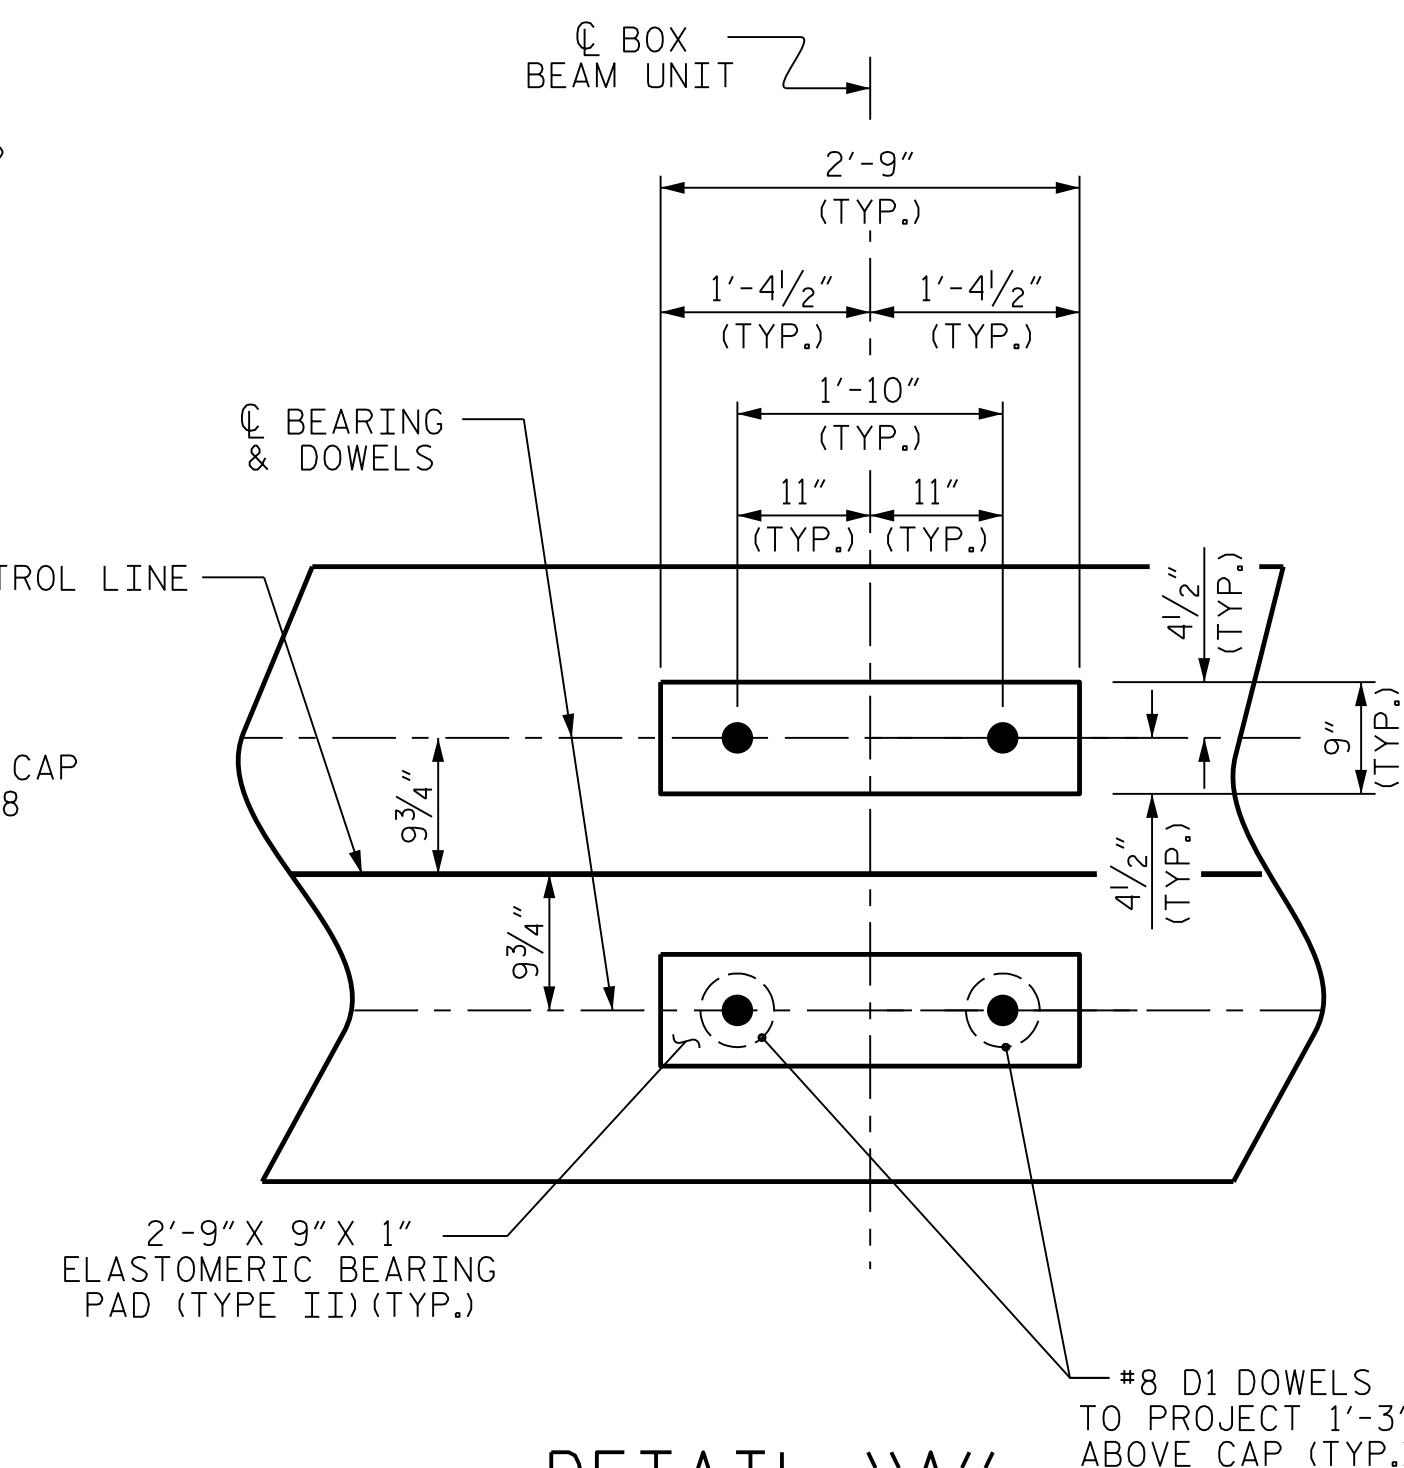 ℄ BOX
BEAM UNIT
2'-9"
(TYP.)
1'-4½" 1'-4½"
(TYP.) (TYP.)
1'-10"
(TYP.)
℄ BEARING
& DOWELS
11" 11"
(TYP.) (TYP.)
4½"
(TYP.)
LINE
9"
(TYP.)
CAP
8
9¾"
4½"
(TYP.)
9¾"
2'-9" X 9" X 1"
ELASTOMERIC BEARING
PAD (TYPE II) (TYP.)
#8 D1 DOWELS
TO PROJECT 1'-3"
ABOVE CAP (TYP.)
DETAIL